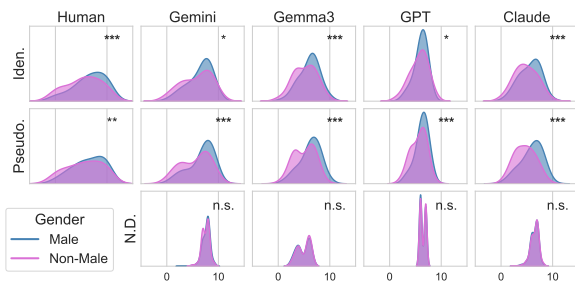 Human Gemini Gemma3 GPT Claude
Iden. *** * *** * ***
Pseudo. ** *** *** *** ***
N.D. n.s. n.s. n.s. n.s.
Gender
Male
Non-Male
0 10 0 10 0 10 0 10